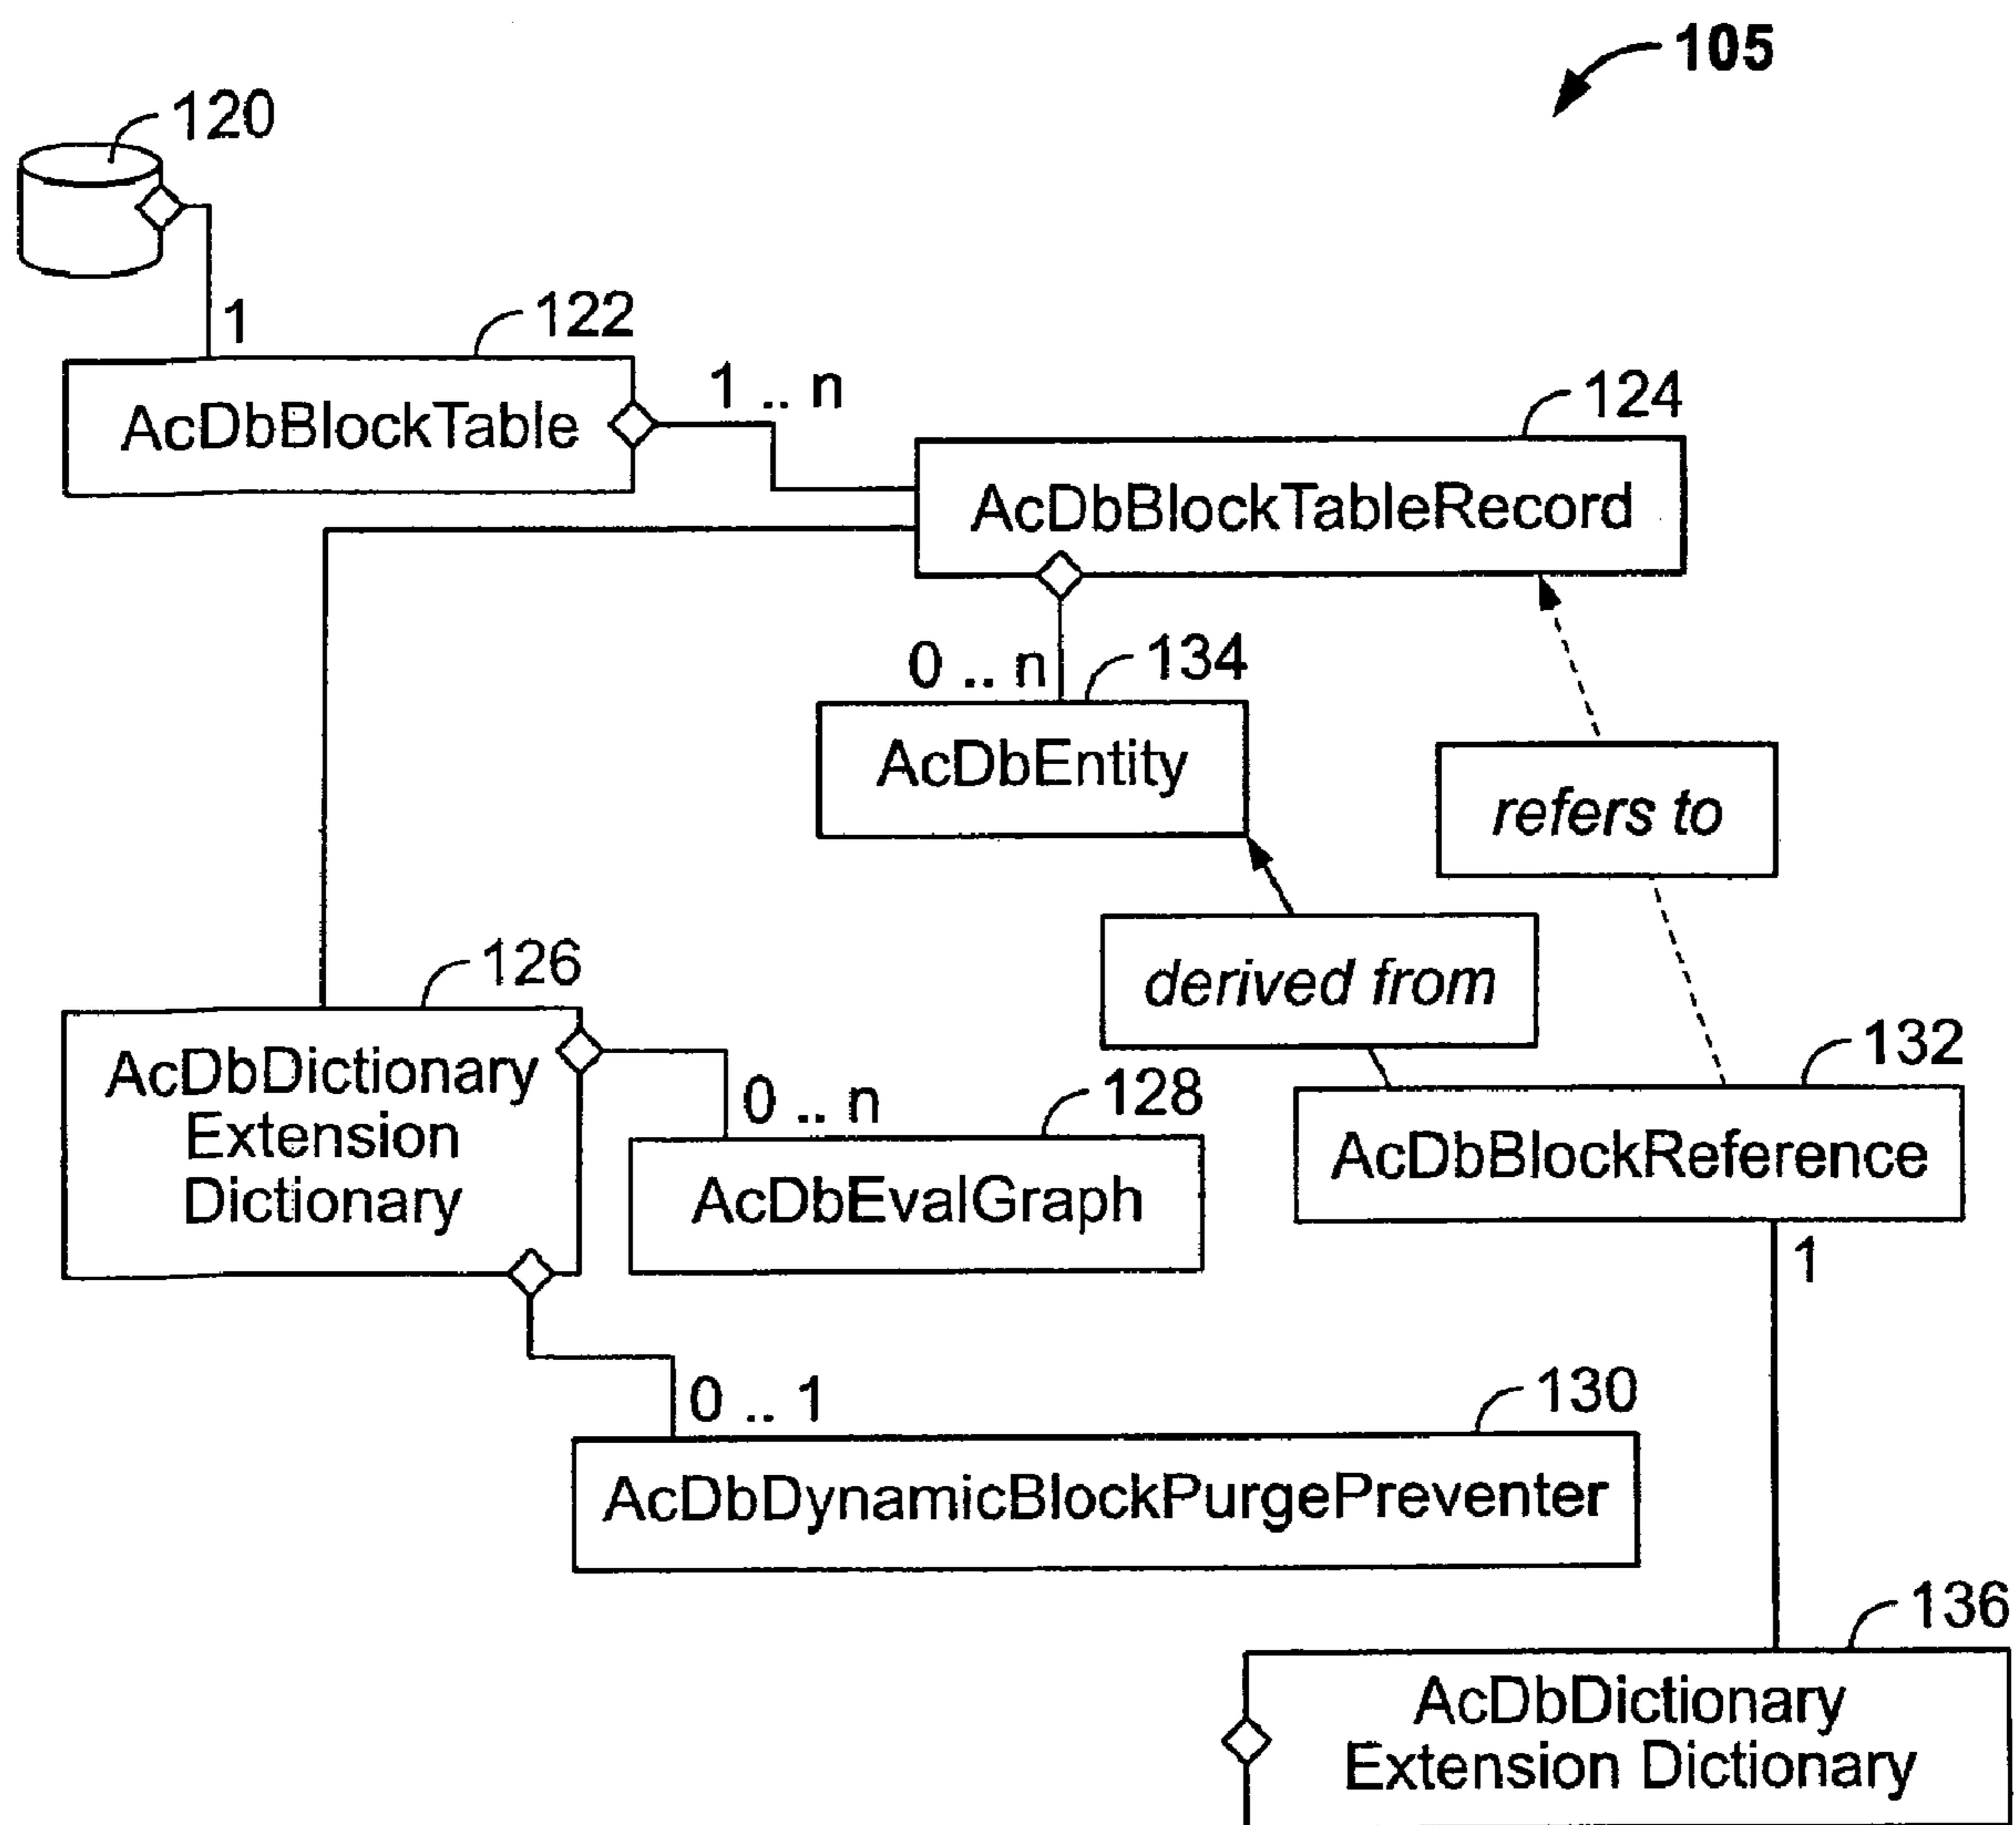 105
120
1
122
AcDbBlockTable
1 .. n
124
AcDbBlockTableRecord
0 .. n
134
AcDbEntity
refers to
derived from
126
AcDbDictionary
Extension
Dictionary
0 .. n
128
AcDbEvalGraph
132
AcDbBlockReference
1
0 .. 1
130
AcDbDynamicBlockPurgePreventer
136
AcDbDictionary
Extension Dictionary